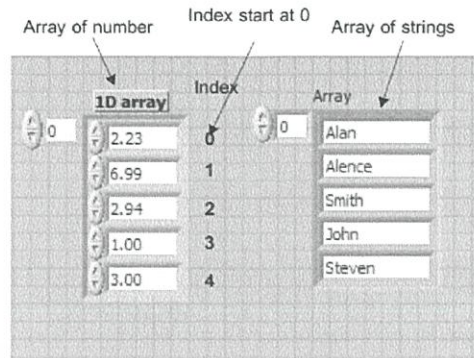 Index start at 0
Array of number
Array of strings
Index
1D array
Array
0
2.23
0
0
Alan
6.99
1
Alence
2.94
2
Smith
1.00
3
John
3.00
4
Steven